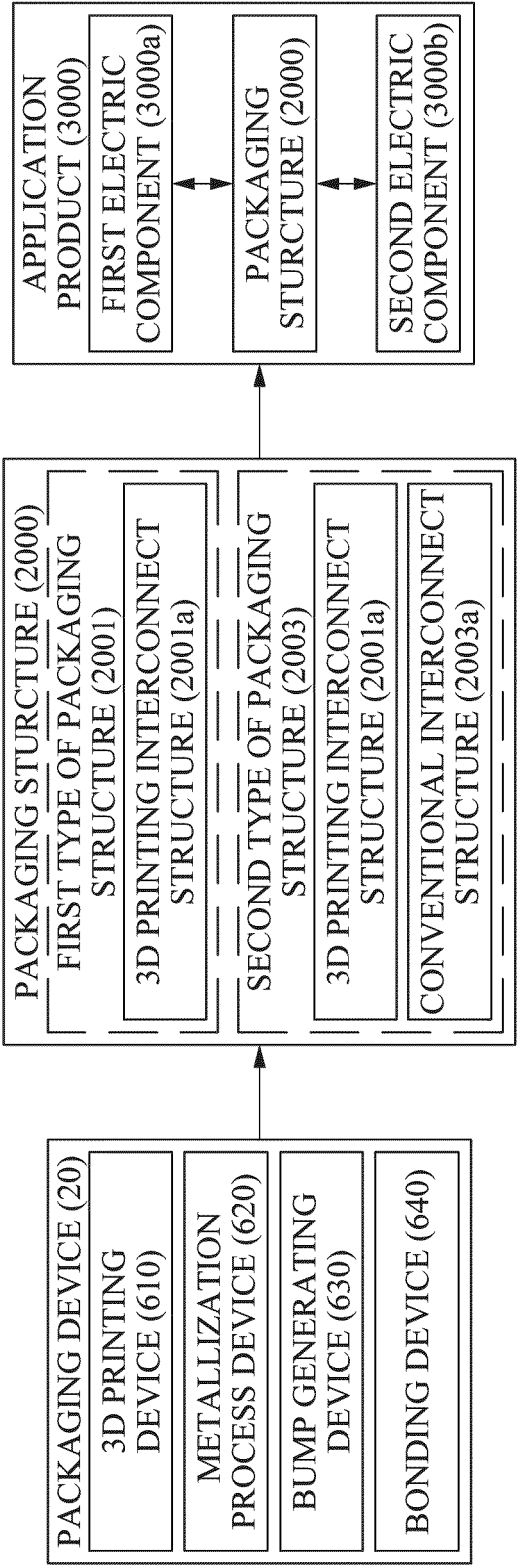 PACKAGING DEVICE (20)
3D PRINTING
DEVICE (610)
METALLIZATION
PROCESS DEVICE (620)
BUMP GENERATING
DEVICE (630)
BONDING DEVICE (640)
PACKAGING STURCTURE (2000)
FIRST TYPE OF PACKAGING
STRUCTURE (2001)
3D PRINTING INTERCONNECT
STRUCTURE (2001a)
SECOND TYPE OF PACKAGING
STRUCTURE (2003)
3D PRINTING INTERCONNECT
STRUCTURE (2001a)
CONVENTIONAL INTERCONNECT
STRUCTURE (2003a)
APPLICATION
PRODUCT (3000)
FIRST ELECTRIC
COMPONENT (3000a)
PACKAGING
STURCTURE (2000)
SECOND ELECTRIC
COMPONENT (3000b)